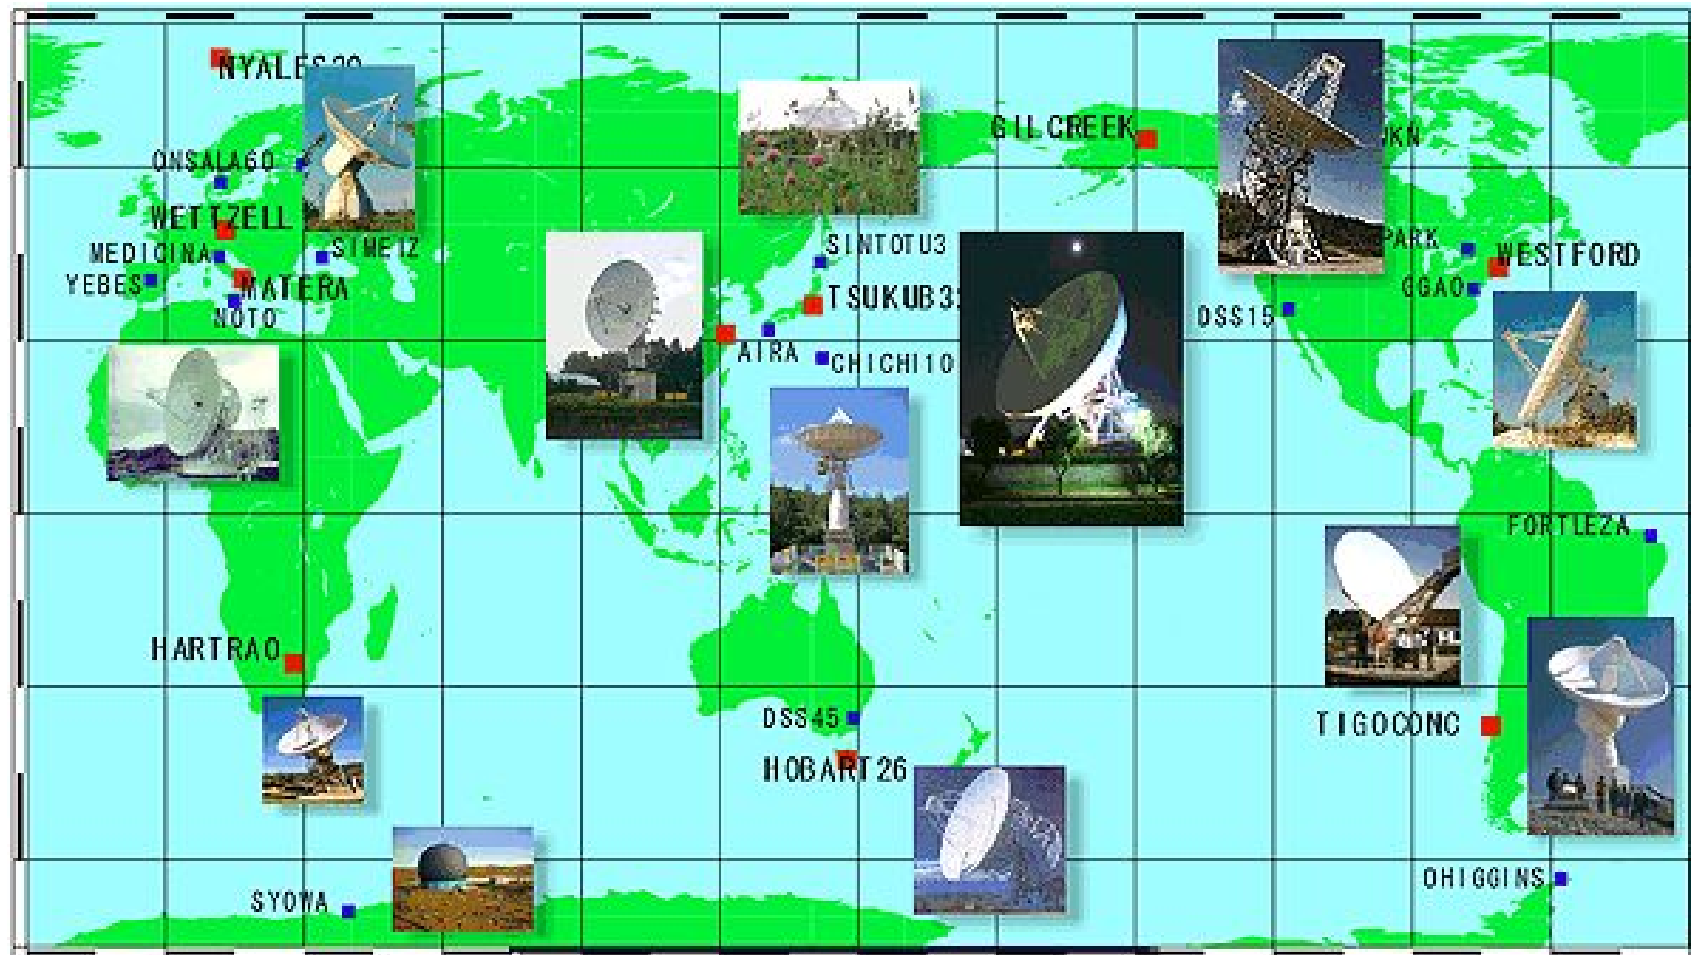 NYALES20
GILCREEK
ONSALA60
WETTZELL
PARK
SINTOTU3
MEDICINA
SIMEIZ
WESTFORD
YEBES
MATERA
GGAO
TSUKUB3
NOTO
DSS15
AIRA
CHICHI10
FORTLEZA
HARTRAO
DSS45
TIGOCONC
HOBART26
OHIGGINS
SYOWA